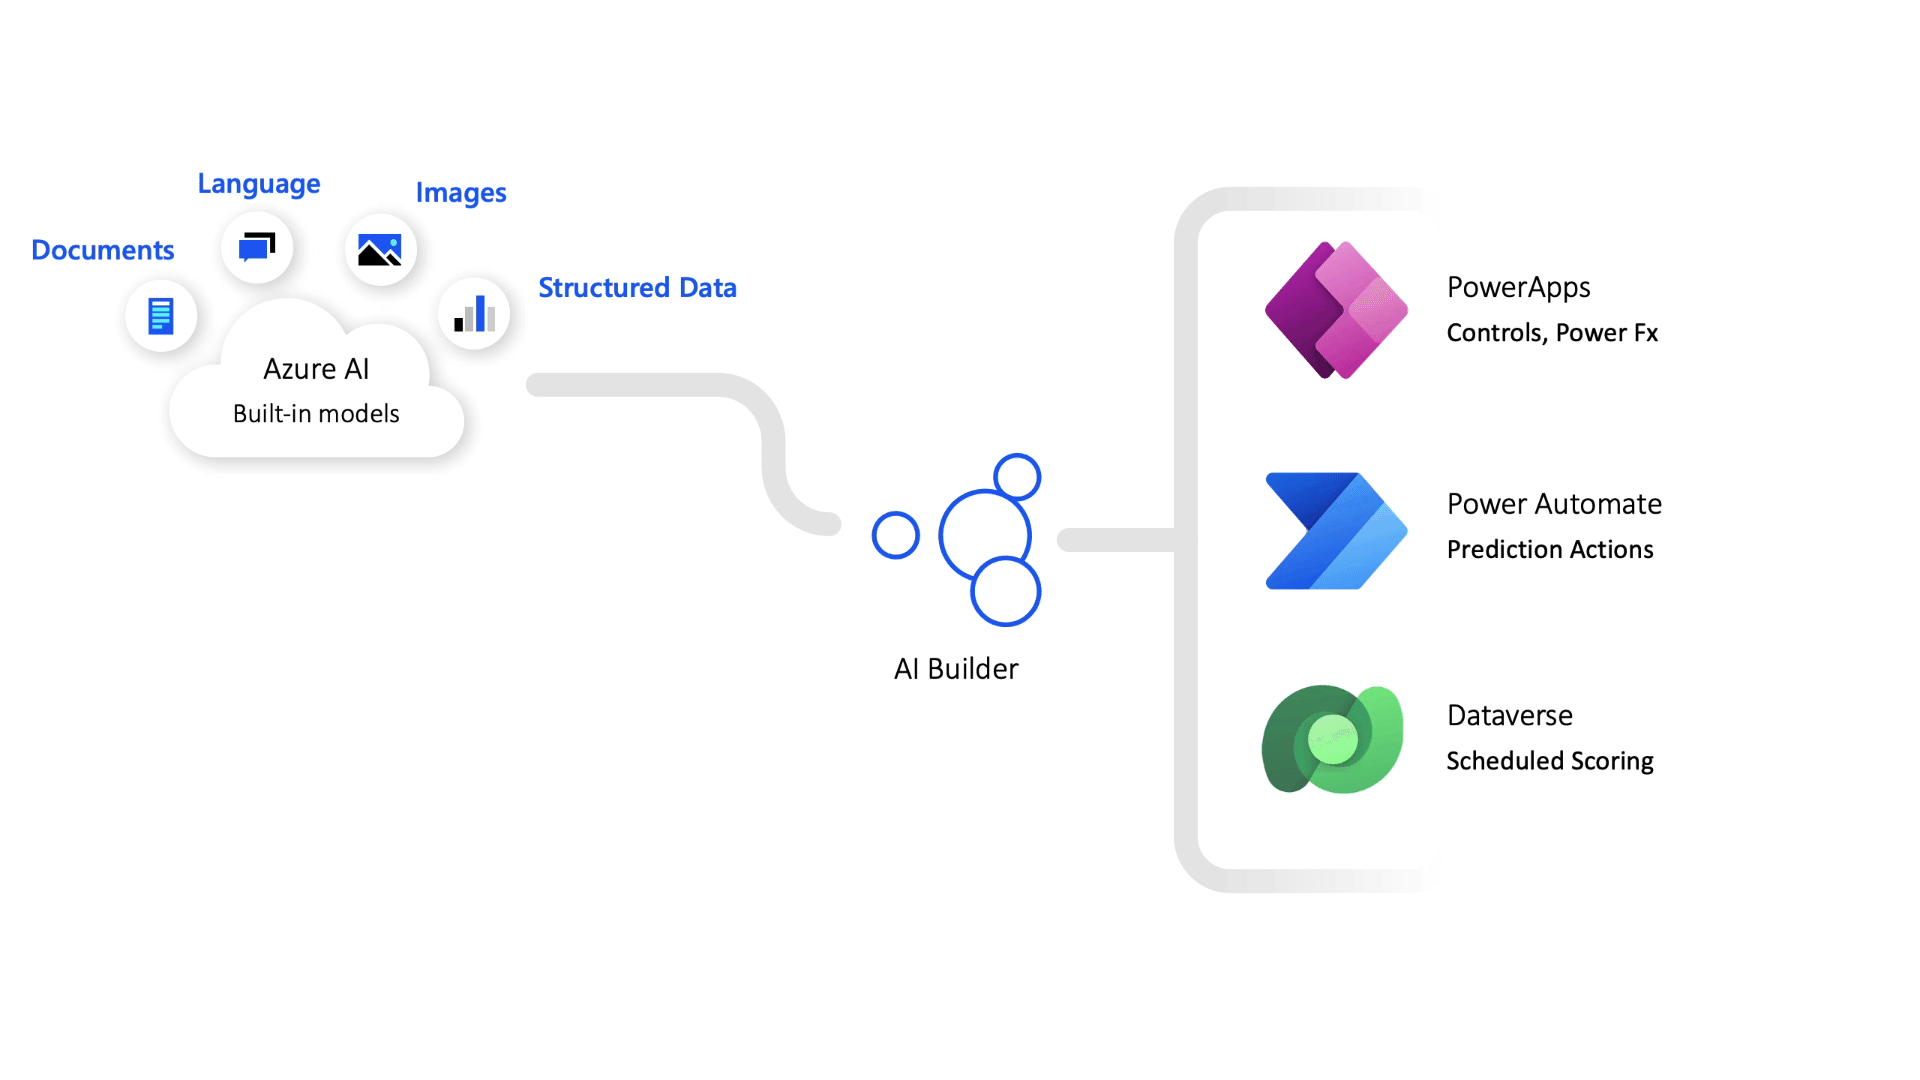 Language
Images
Documents
Structured Data
Azure AI
Built-in models
AI Builder
PowerApps
Controls, Power Fx
Power Automate
Prediction Actions
Dataverse
Scheduled Scoring